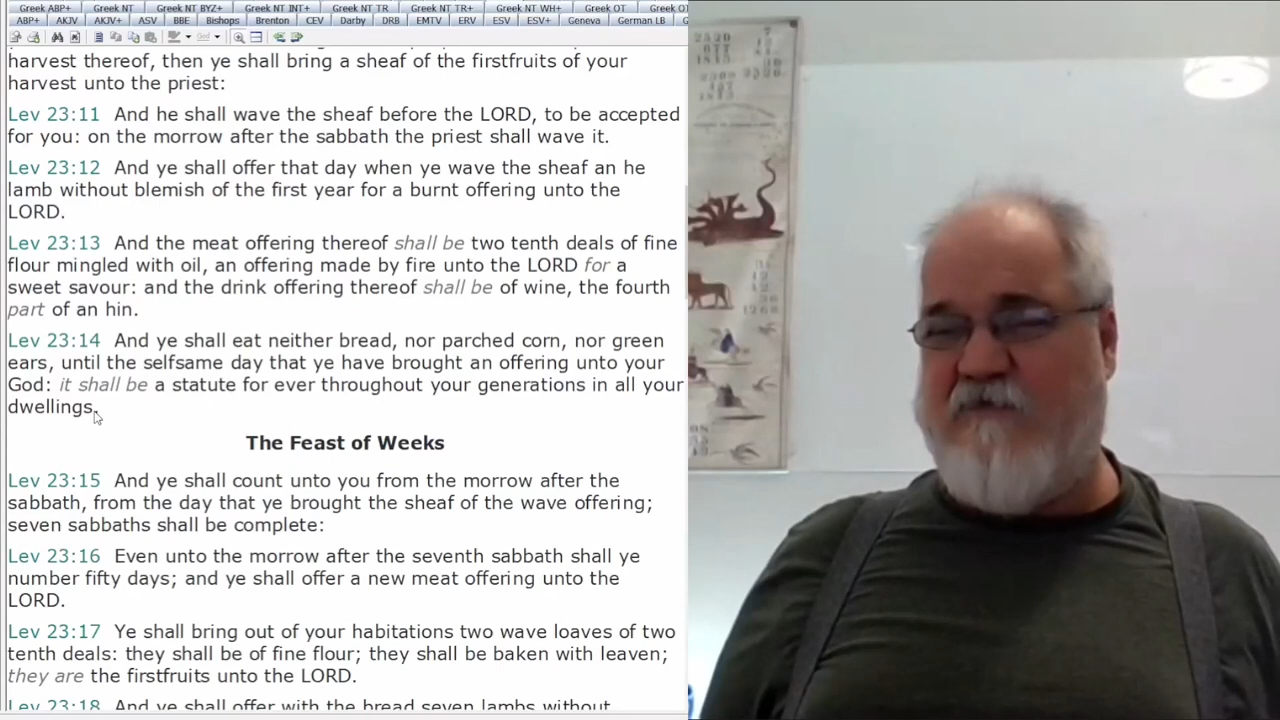 Greek ABP+ Greek NT Greek NT BYZ+ Greek NT INT+ Greek NT TR Greek NT TR+ Greek NT WH+ Greek OT Greek
ABP+ AKJV AKJV+ ASV BBE Bishops Brenton CEV Darby DRB EMTV ERV ESV ESV+ Geneva German LB
harvest thereof, then ye shall bring a sheaf of the firstfruits of your
harvest unto the priest:
Lev 23:11 And he shall wave the sheaf before the LORD, to be accepted
for you: on the morrow after the sabbath the priest shall wave it.
Lev 23:12 And ye shall offer that day when ye wave the sheaf an he
lamb without blemish of the first year for a burnt offering unto the
LORD.
Lev 23:13 And the meat offering thereof shall be two tenth deals of fine
flour mingled with oil, an offering made by fire unto the LORD for a
sweet savour: and the drink offering thereof shall be of wine, the fourth
part of an hin.
Lev 23:14 And ye shall eat neither bread, nor parched corn, nor green
ears, until the selfsame day that ye have brought an offering unto your
God: it shall be a statute for ever throughout your generations in all your
dwellings.
The Feast of Weeks
Lev 23:15 And ye shall count unto you from the morrow after the
sabbath, from the day that ye brought the sheaf of the wave offering;
seven sabbaths shall be complete:
Lev 23:16 Even unto the morrow after the seventh sabbath shall ye
number fifty days; and ye shall offer a new meat offering unto the
LORD.
Lev 23:17 Ye shall bring out of your habitations two wave loaves of two
tenth deals: they shall be of fine flour; they shall be baken with leaven;
they are the firstfruits unto the LORD.
Lev 23:18 And ye shall offer with the bread seven lambs without